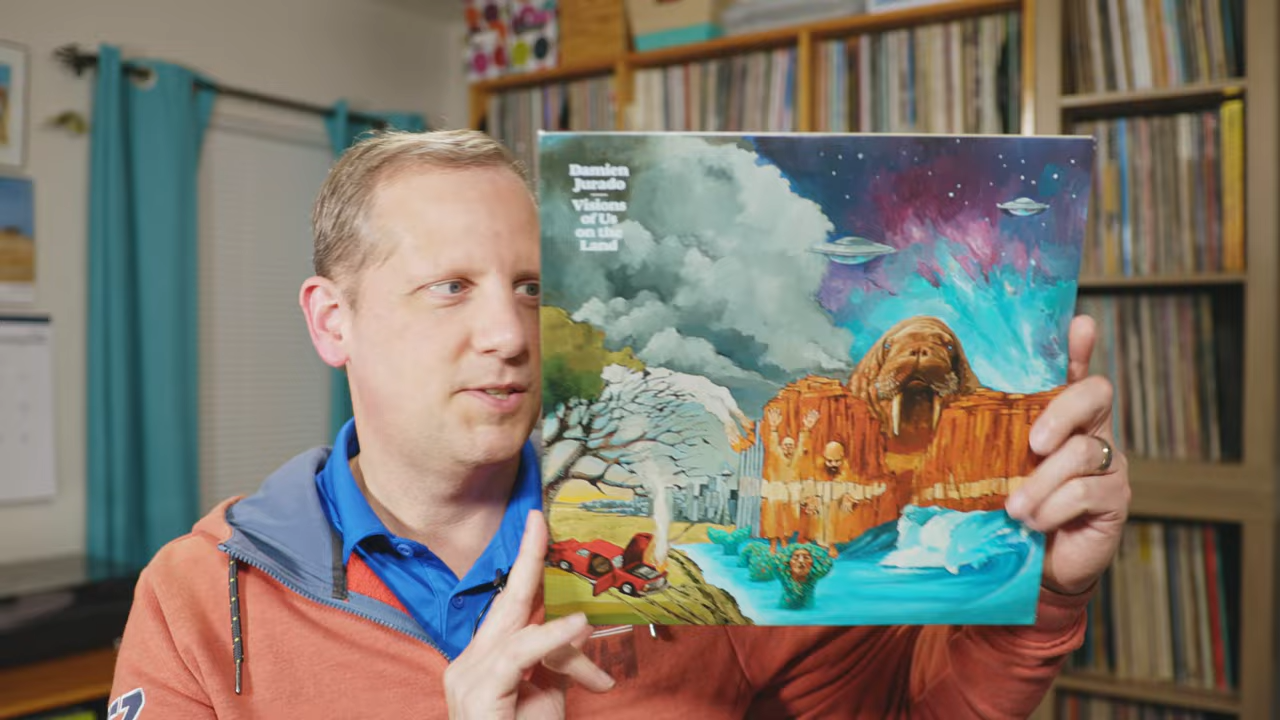 Damien
Jurado
Visions
of Us
on the
Land